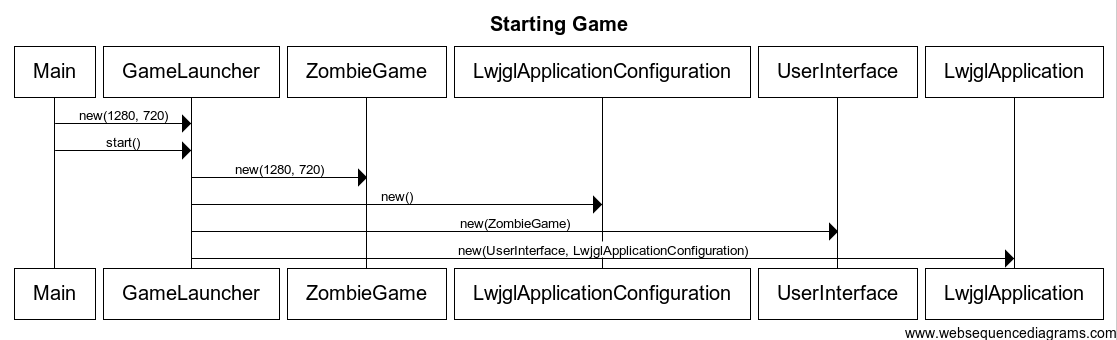 Starting Game
Main GameLauncher ZombieGame LwjglApplicationConfiguration UserInterface LwjglApplication
new(1280, 720)
start()
new(1280, 720)
new()
new(ZombieGame)
new(UserInterface, LwjglApplicationConfiguration)
Main GameLauncher ZombieGame LwjglApplicationConfiguration UserInterface LwjglApplication
www.websequencediagrams.com